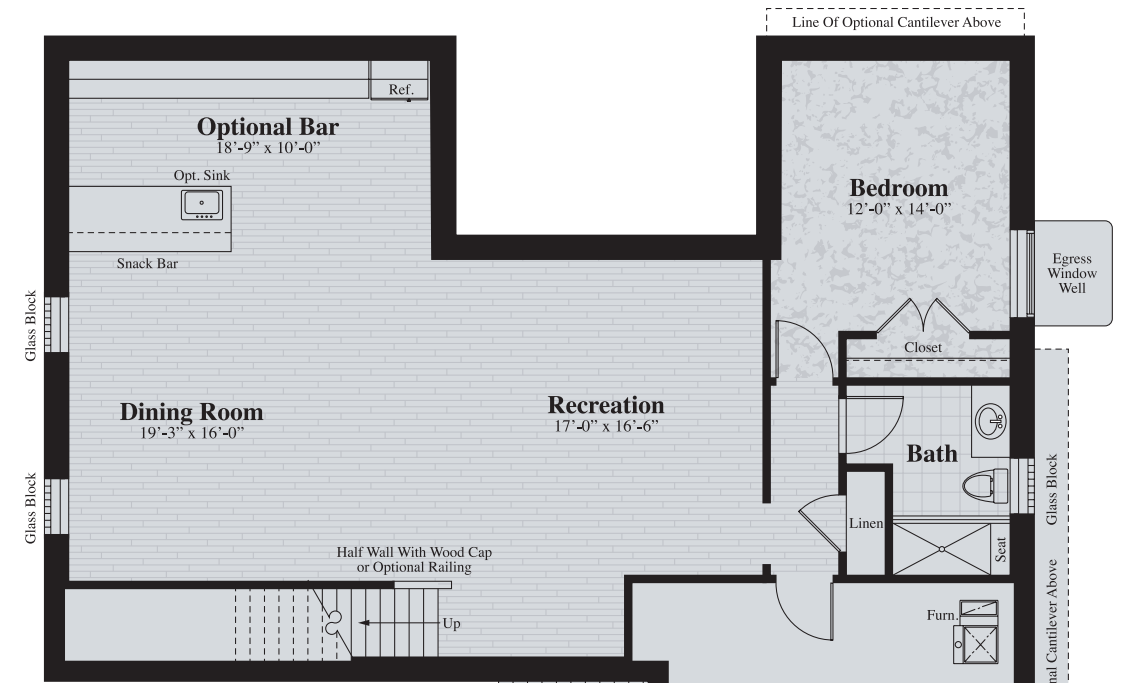 Line Of Optional Cantilever Above
Ref.
Optional Bar
18'-9” x 10'-0”
Opt. Sink
Snack Bar
Bedroom
12’-0” x 14’-0”
Egress
Window
Well
Glass Block
Closet
Dining Room
19’-3” x 16’-0”
Recreation
17’-0” x 16’-6”
Bath
Glass Block
Glass Block
Linen
Seat
Half Wall With Wood Cap
or Optional Railing
Up
Furn.
nal Cantilever Above